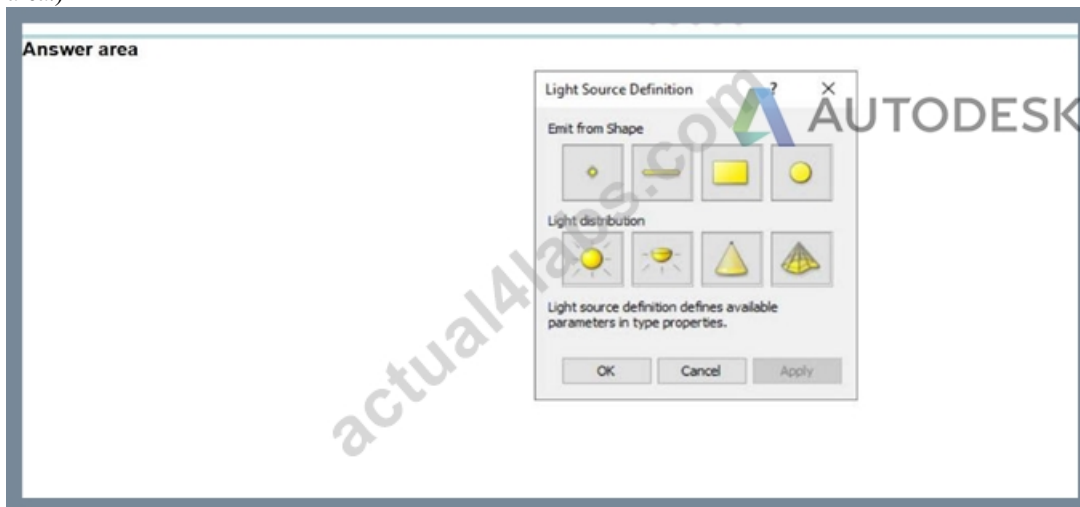 Answer area
Light Source Definition ? ×
AUTODESK
Emit from Shape
Light distribution
Light source definition defines available
parameters in type properties.
OK Cancel Apply
actual4labs.com